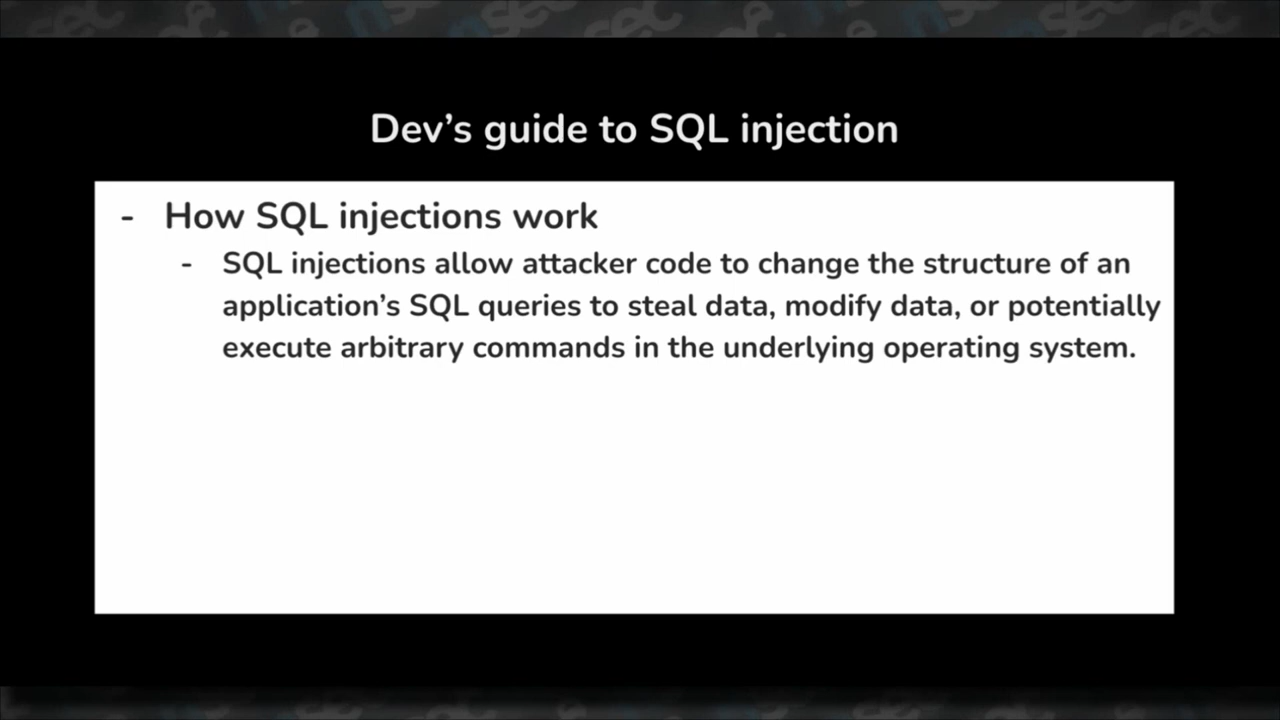 Dev’s guide to SQL injection
- How SQL injections work
- SQL injections allow attacker code to change the structure of an
application’s SQL queries to steal data, modify data, or potentially
execute arbitrary commands in the underlying operating system.